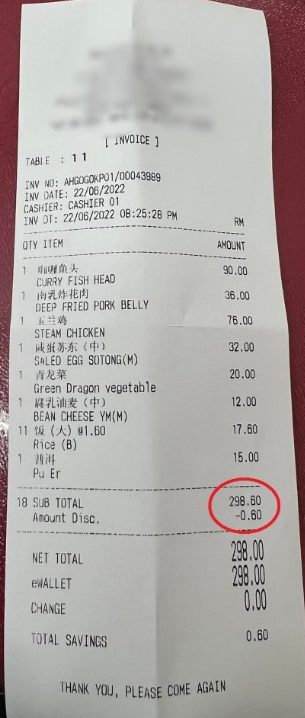 [ INVOICE ]
TABLE : 11
INV NO: AHGOGOKP01/00043989
INV DATE: 22/06/2022
CASHIER: CASHIER 01
INV DT: 22/06/2022 08:25:28 PM
RM
QTY ITEM AMOUNT
1 咖喱鱼头 90.00
CURRY FISH HEAD
1 南乳炸花肉 36.00
DEEP FRIED PORK BELLY
1 玉兰鸡 76.00
STEAM CHICKEN
1 咸蛋苏东（中） 32.00
SALED EGG SOTONG(M)
1 青龙菜 20.00
Green Dragon vegetable
1 腐乳油麦（中） 12.00
BEAN CHEESE YM(M)
11 饭（大）@1.60 17.60
Rice (B)
1 普洱 15.00
Pu Er
18 SUB TOTAL 298.60
Amount Disc. -0.60
NET TOTAL 298.00
eWALLET 298.00
CHANGE 0.00
TOTAL SAVINGS 0.60
THANK YOU, PLEASE COME AGAIN